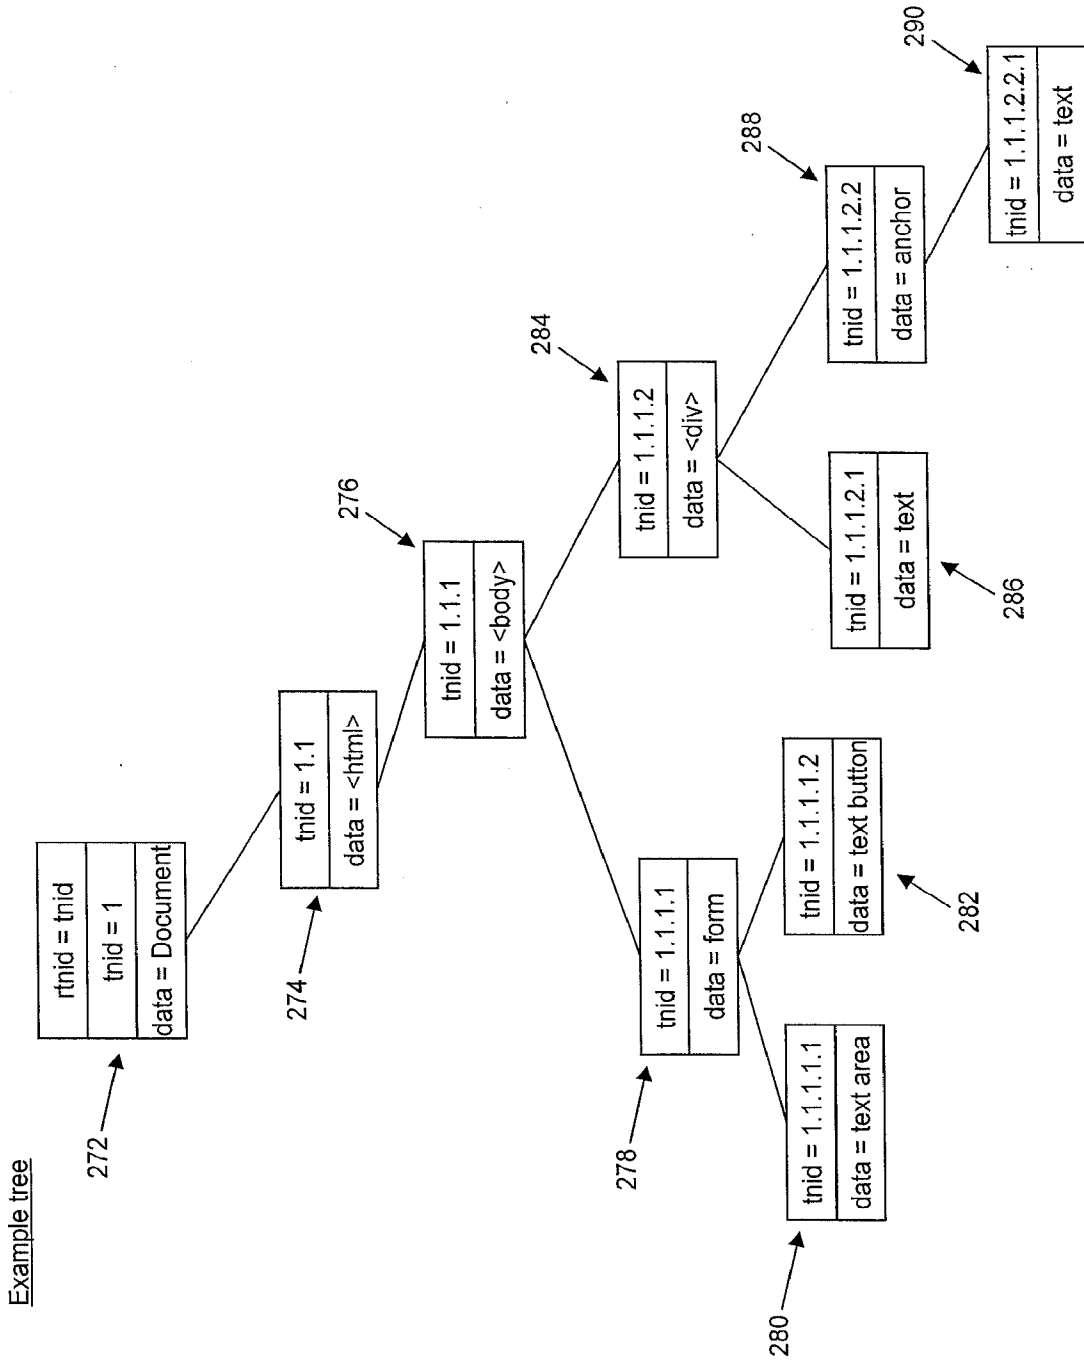 Example tree
272
rtnid = tnid
tnid = 1
data = Document
274
tnid = 1.1
data = <html>
276
tnid = 1.1.1
data = <body>
278
tnid = 1.1.1.1
data = form
284
tnid = 1.1.1.2
data = <div>
280
tnid = 1.1.1.1.1
data = text area
tnid = 1.1.1.1.2
data = text button
282
tnid = 1.1.1.2.1
data = text
286
288
tnid = 1.1.1.2.2
data = anchor
290
tnid = 1.1.1.2.2.1
data = text